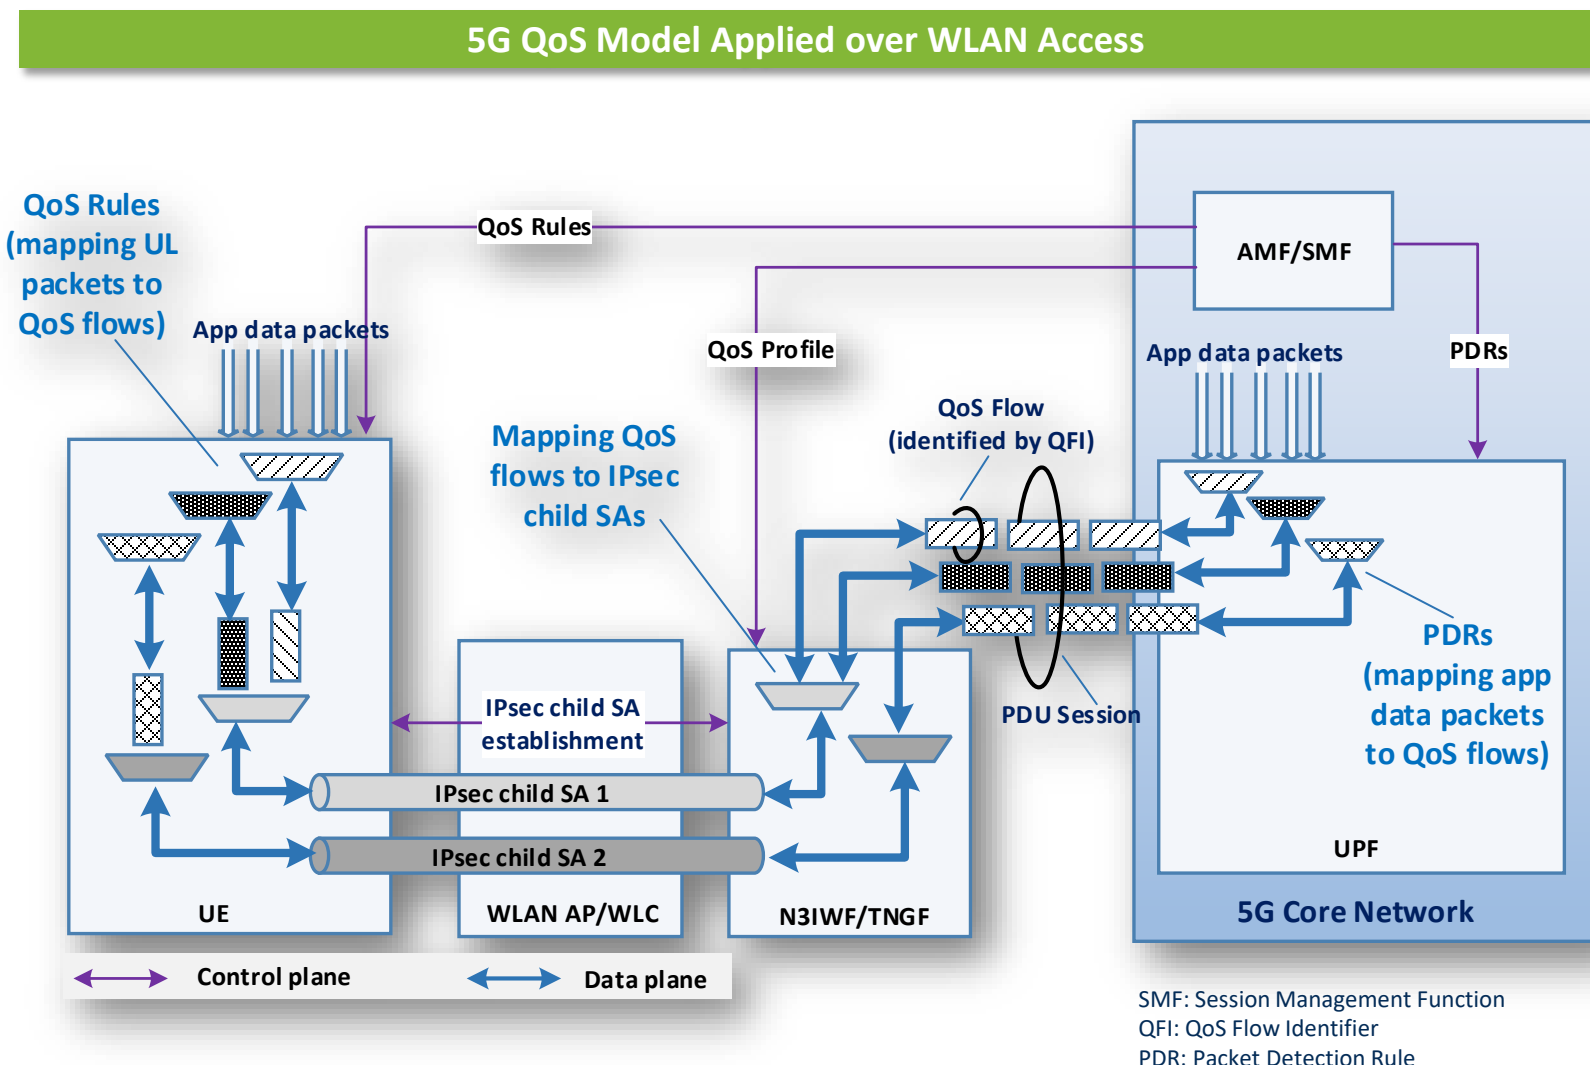 5G QoS Model Applied over WLAN Access
QoS Rules
(mapping UL
packets to
QoS flows)
QoS Rules
AMF/SMF
App data packets
QoS Profile
App data packets
PDRs
QoS Flow
(identified by QFI)
Mapping QoS
flows to IPsec
child SAs
PDRs
(mapping app
data packets
to QoS flows)
PDU Session
IPsec child SA
establishment
IPsec child SA 1
IPsec child SA 2
UPF
UE
WLAN AP/WLC
N3IWF/TNGF
5G Core Network
Control plane
Data plane
SMF: Session Management Function
QFI: QoS Flow Identifier
PDR: Packet Detection Rule